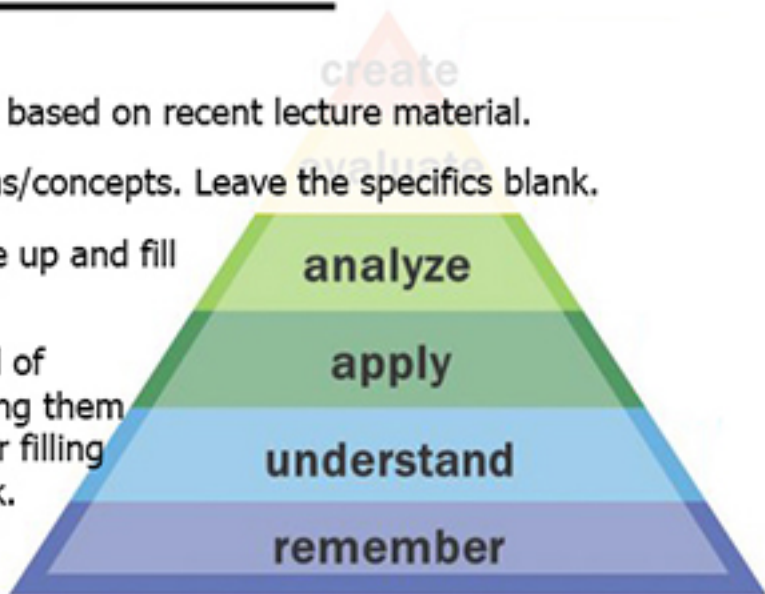 create
based on recent lecture material.
evaluate
ns/concepts. Leave the specifics blank.
e up and fill
analyze
of
apply
ng them
r filling
understand
k.
remember